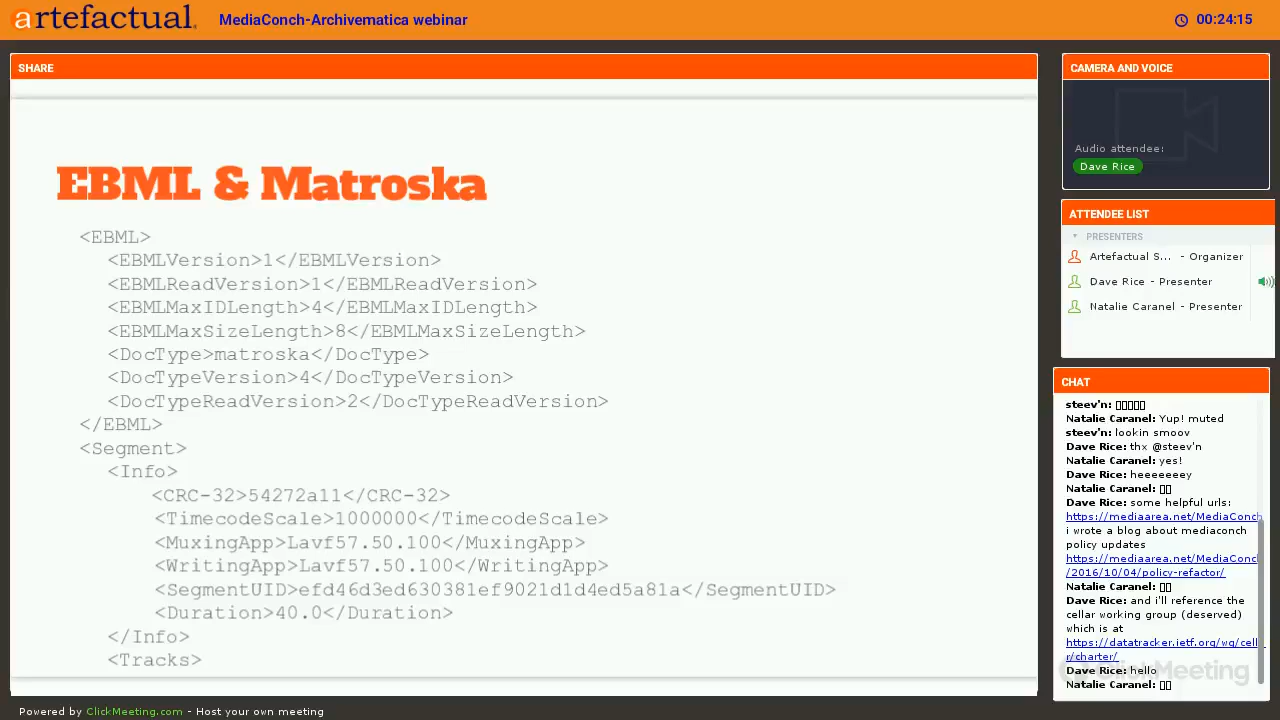 artefactual
MediaConch-Archivematica webinar
00:24:15
SHARE
EBML & Matroska
<EBML>
<EBMLVersion>1</EBMLVersion>
<EBMLReadVersion>1</EBMLReadVersion>
<EBMLMaxIDLength>4</EBMLMaxIDLength>
<EBMLMaxSizeLength>8</EBMLMaxSizeLength>
<DocType>matroska</DocType>
<DocTypeVersion>4</DocTypeVersion>
<DocTypeReadVersion>2</DocTypeReadVersion>
</EBML>
<Segment>
<Info>
<CRC-32>54272a11</CRC-32>
<TimecodeScale>1000000</TimecodeScale>
<MuxingApp>Lavf57.50.100</MuxingApp>
<WritingApp>Lavf57.50.100</WritingApp>
<SegmentUID>efd46d3e1630381ef9021d1d4ed5a81a</SegmentUID>
<Duration>40.0</Duration>
</Info>
<Tracks>
CAMERA AND VOICE
Audio attendee:
Dave Rice
ATTENDEE LIST
PRESENTERS
Artefactual S... - Organizer
Dave Rice - Presenter
Natalie Caranel - Presenter
CHAT
steev'n:
Natalie Caranel: Yup! muted
steev'n: lookin smoov
Dave Rice: thx @steev'n
Natalie Caranel: yes!
Dave Rice: heeeeeeey
Natalie Caranel:
Dave Rice: some helpful urls:
https://mediaarea.net/MediaConch
i wrote a blog about mediaconch
policy updates
https://mediaarea.net/MediaConc
/2016/10/04/policy-refactor/
Natalie Caranel:
Dave Rice: and i'll reference the
cellar working group (deserved)
which is at
https://datatracker.ietf.org/wg/cell
r/charter/
Dave Rice: hello
Natalie Caranel:
ClickMeeting
Powered by ClickMeeting.com - Host your own meeting